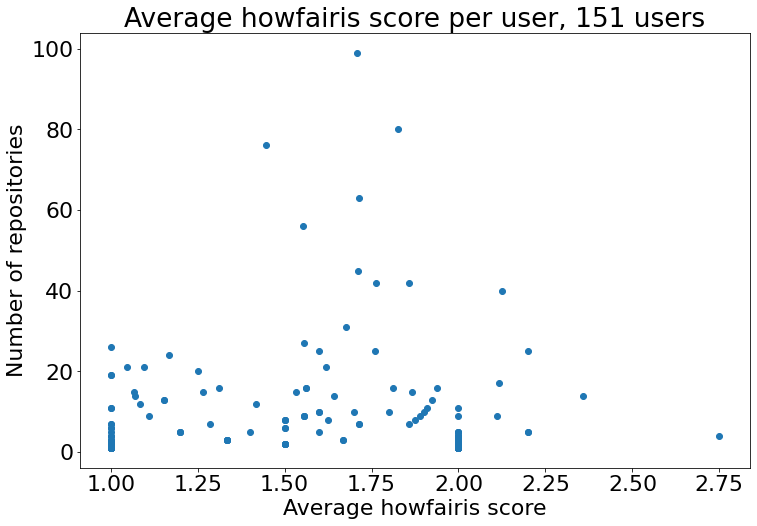 Average howfairis score per user, 151 users
Number of repositories
100
80
60
40
20
0
1.00 1.25 1.50 1.75 2.00 2.25 2.50 2.75
Average howfairis score